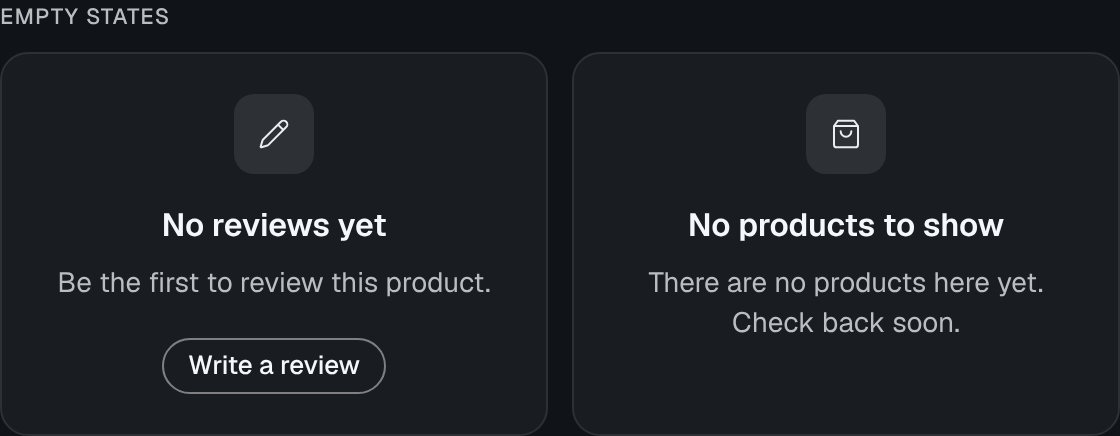 EMPTY STATES
No reviews yet
Be the first to review this product.
Write a review
No products to show
There are no products here yet.
Check back soon.